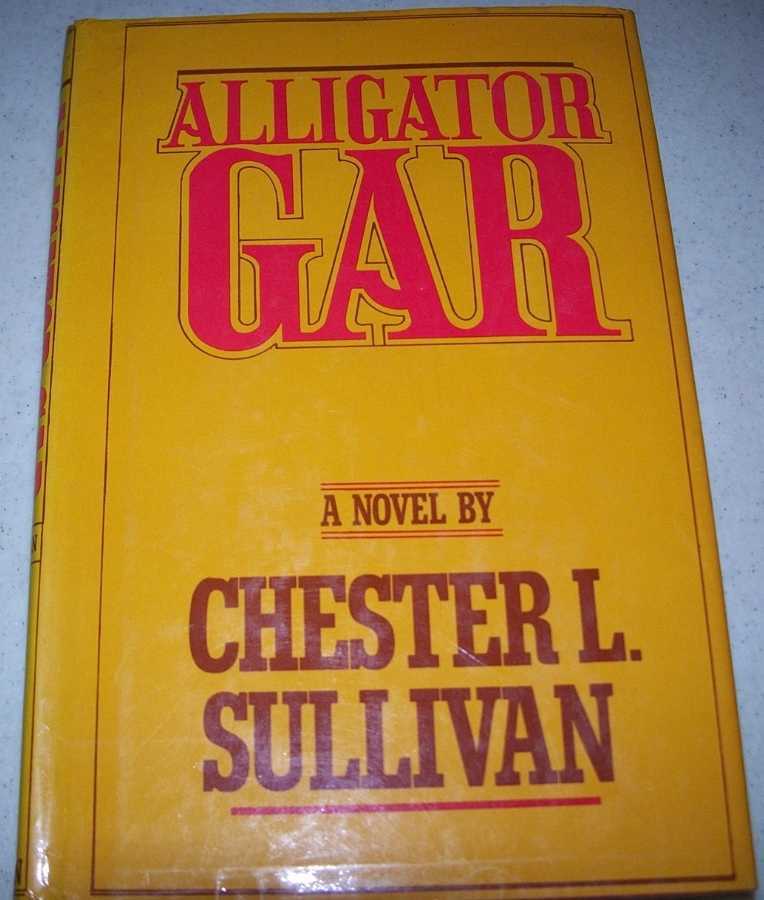 ALLIGATOR
GAR
A NOVEL BY
CHESTER L.
SULLIVAN